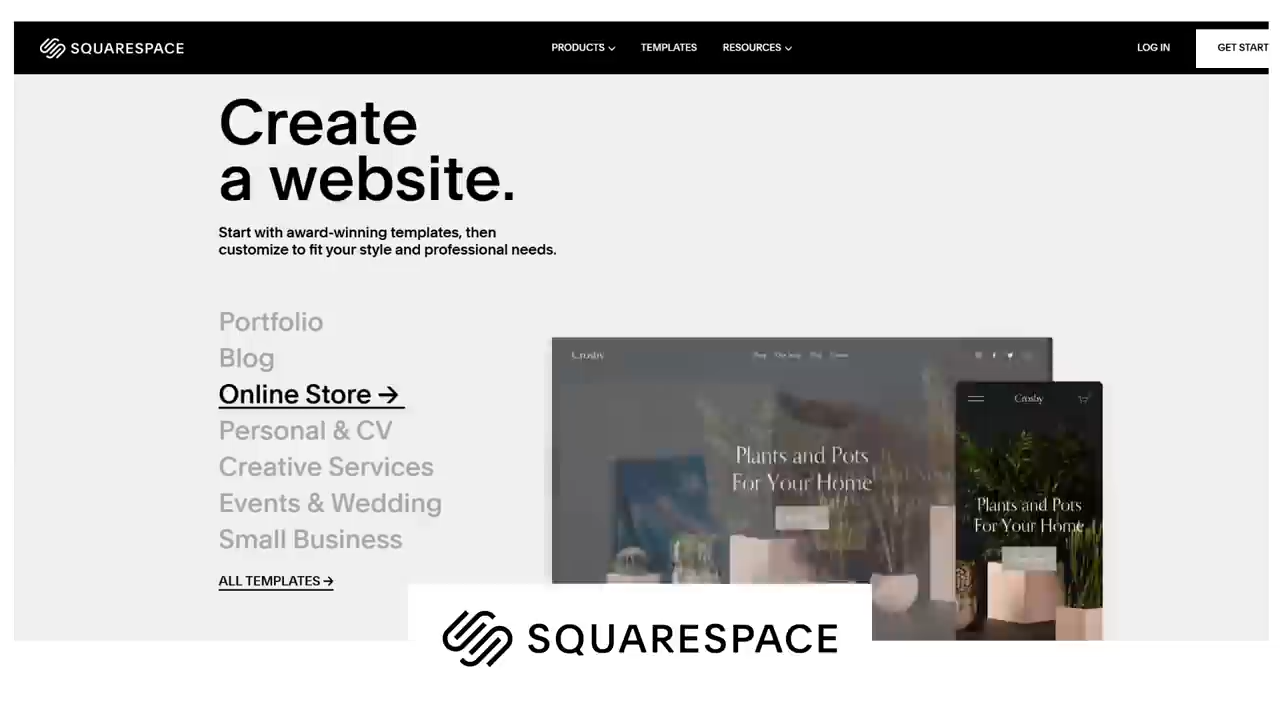 SQUARESPACE
PRODUCTS
TEMPLATES
RESOURCES
LOG IN
GET START
Create
a website.
Start with award-winning templates, then
customize to fit your style and professional needs.
Portfolio
Blog
Online Store →
Personal & CV
Creative Services
Events & Wedding
Small Business
ALL TEMPLATES →
Crosby
Plants and Pots
For Your Home
Crosby
Plants and Pots
For Your Home
SQUARESPACE